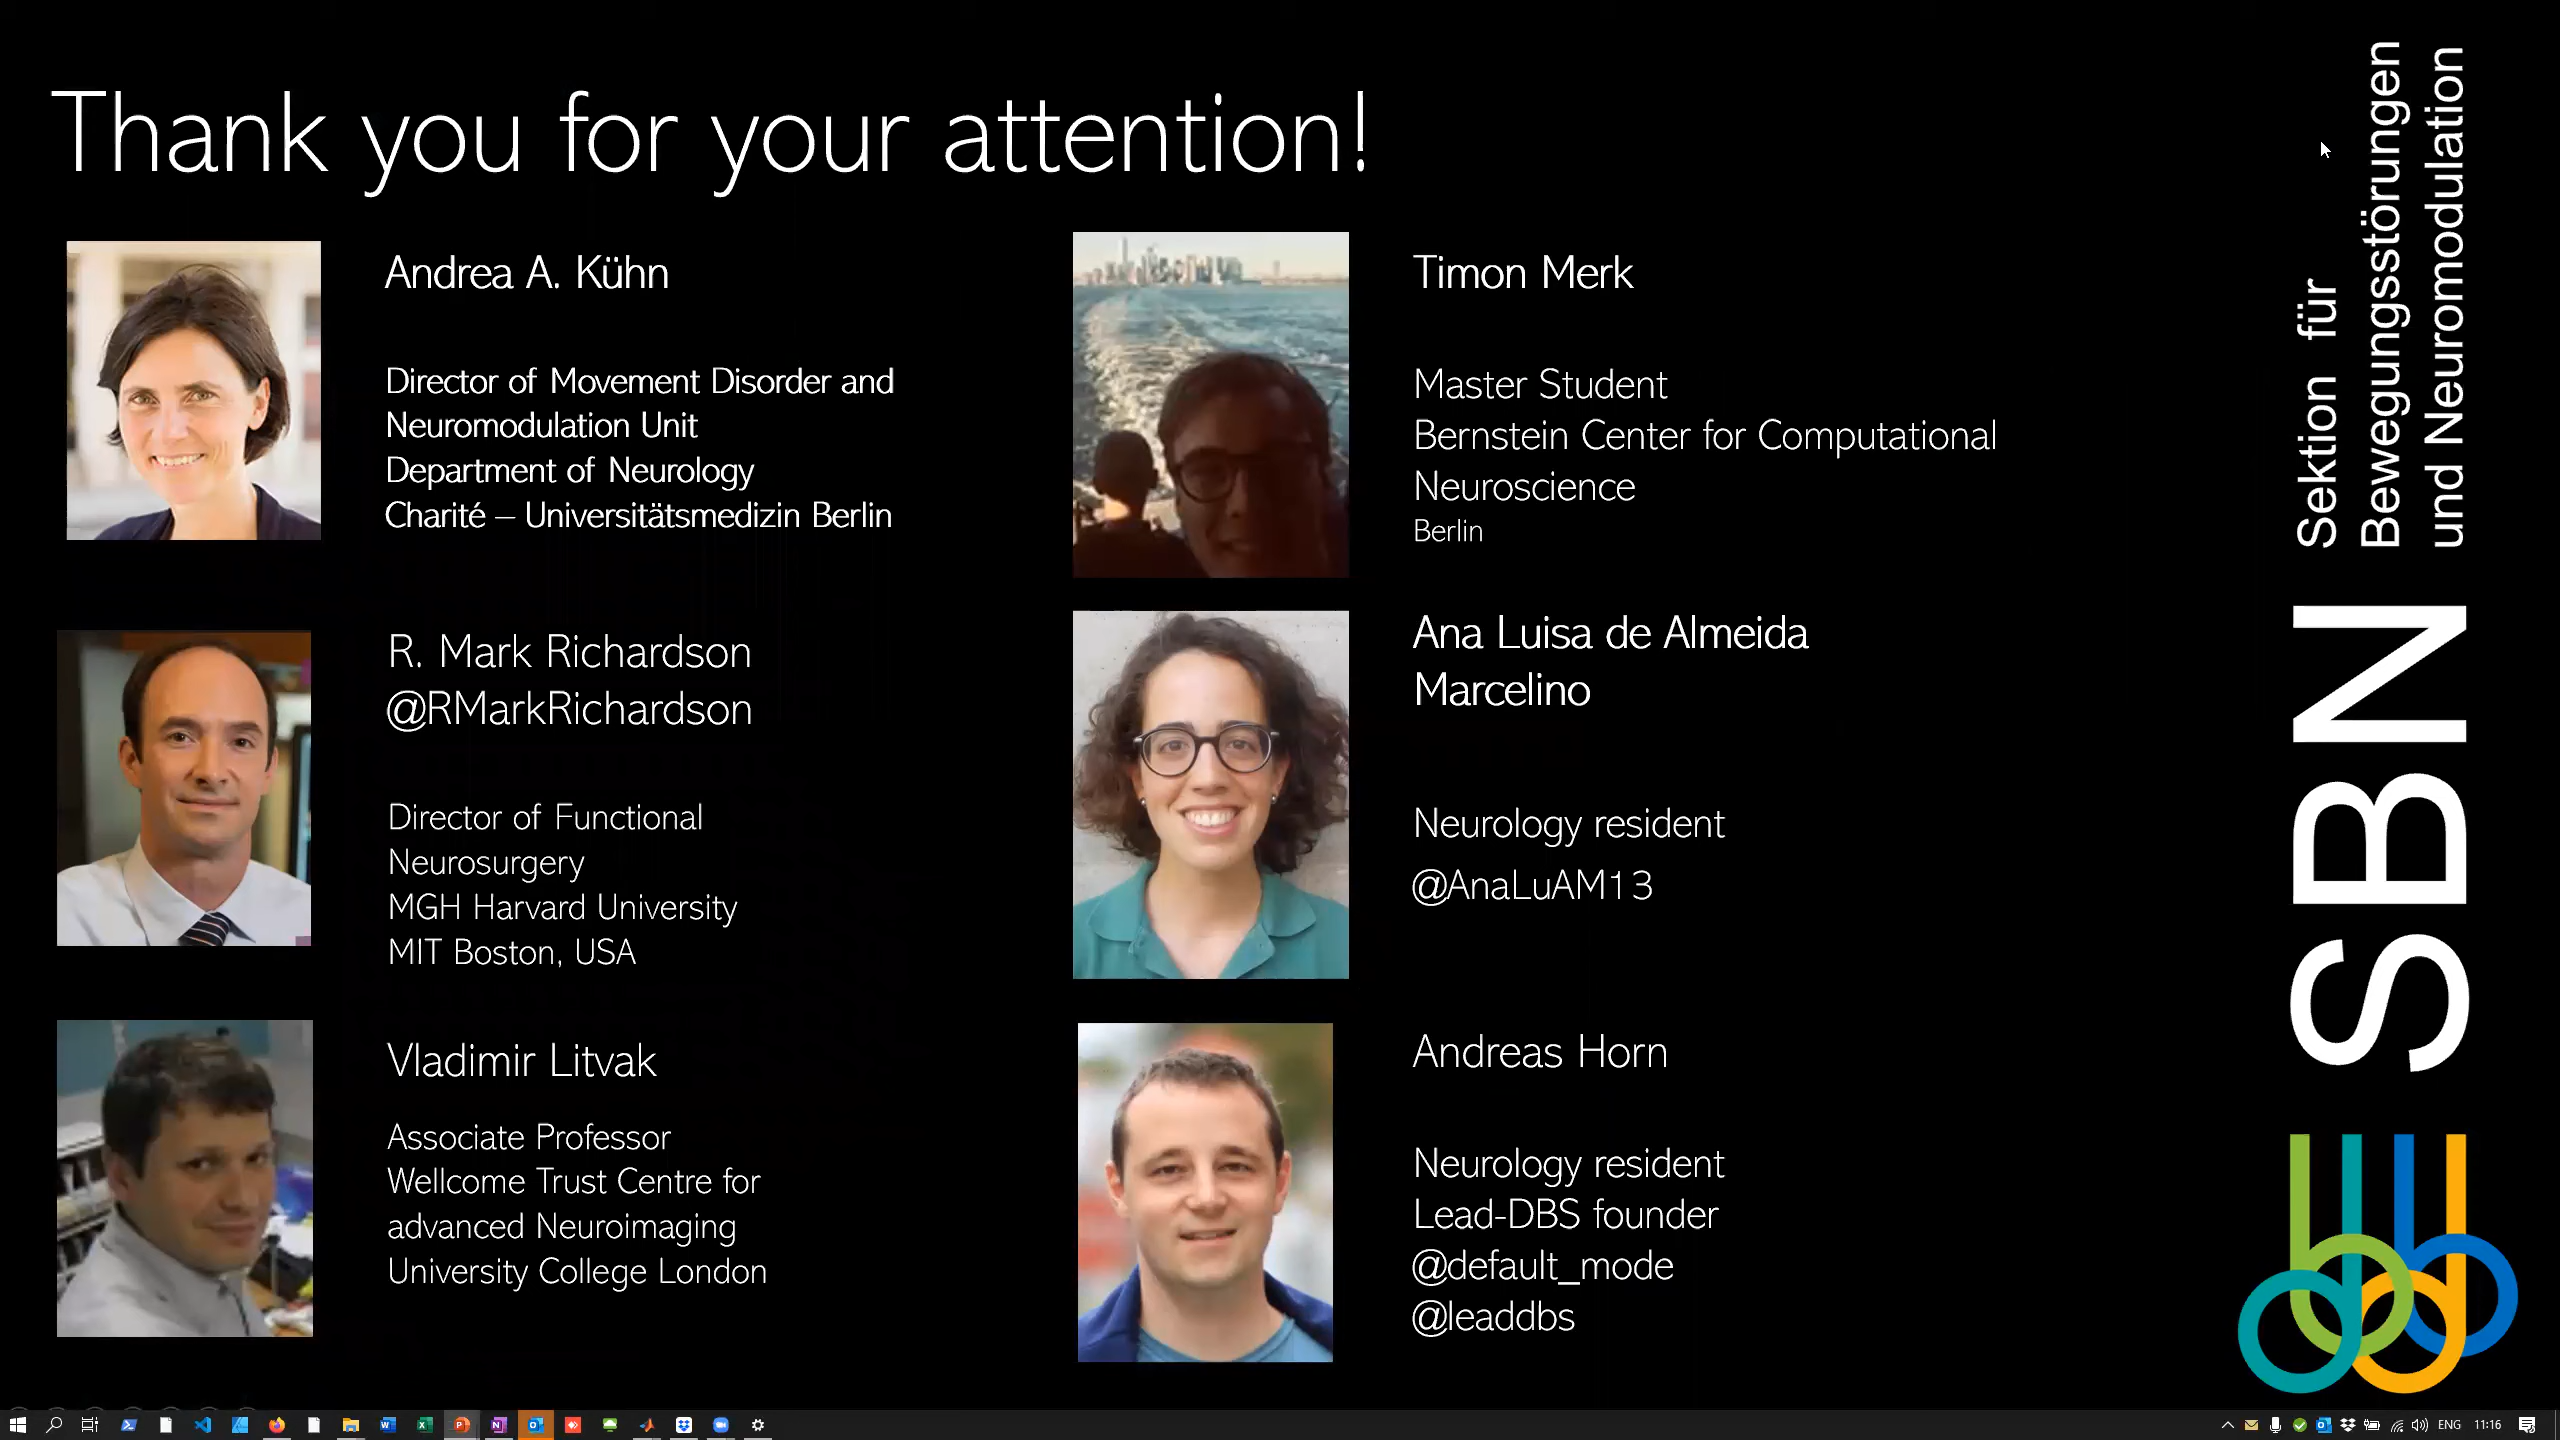 Thank you for your attention!
Andrea A. Kühn
Director of Movement Disorder and
Neuromodulation Unit
Department of Neurology
Charité – Universitätsmedizin Berlin
R. Mark Richardson
@RMarkRichardson
Director of Functional
Neurosurgery
MGH Harvard University
MIT Boston, USA
Vladimir Litvak
Associate Professor
Wellcome Trust Centre for
advanced Neuroimaging
University College London
Timon Merk
Master Student
Bernstein Center for Computational
Neuroscience
Berlin
Ana Luisa de Almeida
Marcelino
Neurology resident
@AnaLuAM13
Andreas Horn
Neurology resident
Lead-DBS founder
@default_mode
@leaddbs
Sektion für
Bewegungsstörungen
und Neuromodulation
SBN
ENG
11:16